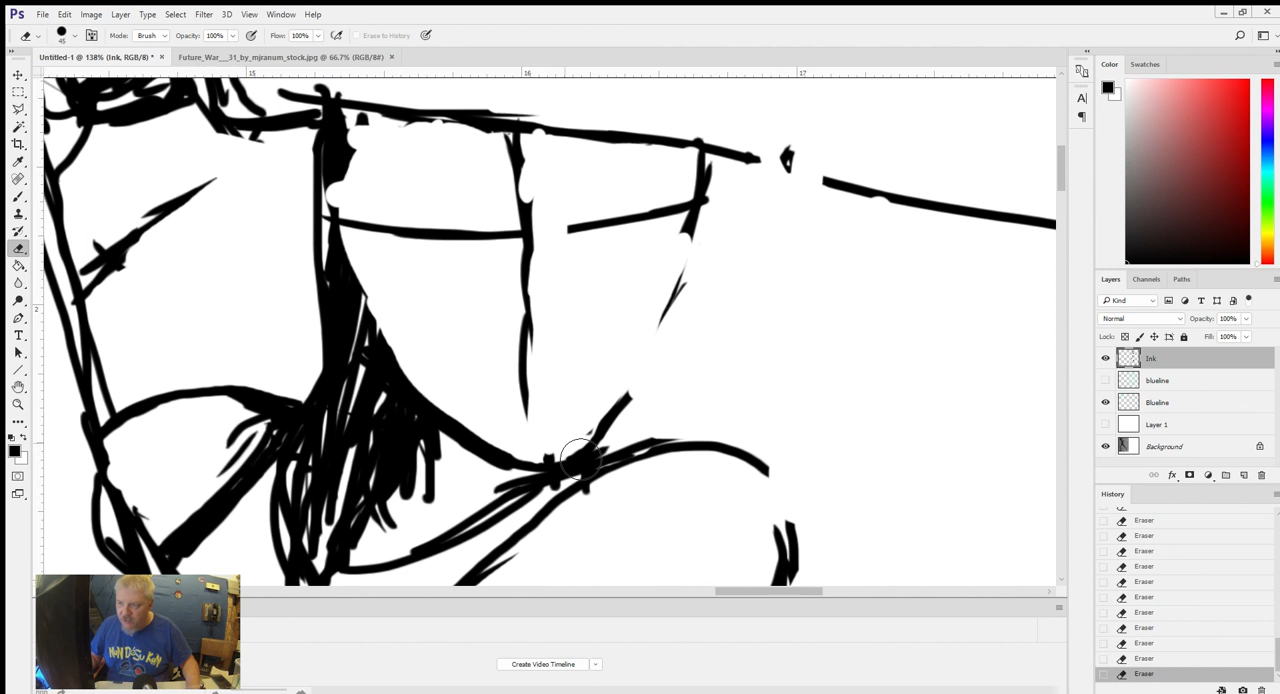 Ps File Edit Image Layer Type Select Filter 3D View Window Help
45 Mode: Brush Opacity: 100% Flow: 100% Erase to History
Untitled-1 @ 138% (Ink, RGB/8) * × Future_War__31_by_mjranum_stock.jpg @ 66.7% (RGB/8#) ×
15 16 17
2
Color Swatches
Layers Channels Paths
Kind
Normal Opacity: 100%
Lock: Fill: 100%
Ink
blueline
Blueline
Layer 1
Background
History
Eraser
Eraser
Eraser
Eraser
Eraser
Eraser
Eraser
Eraser
Eraser
Eraser
Eraser
Create Video Timeline